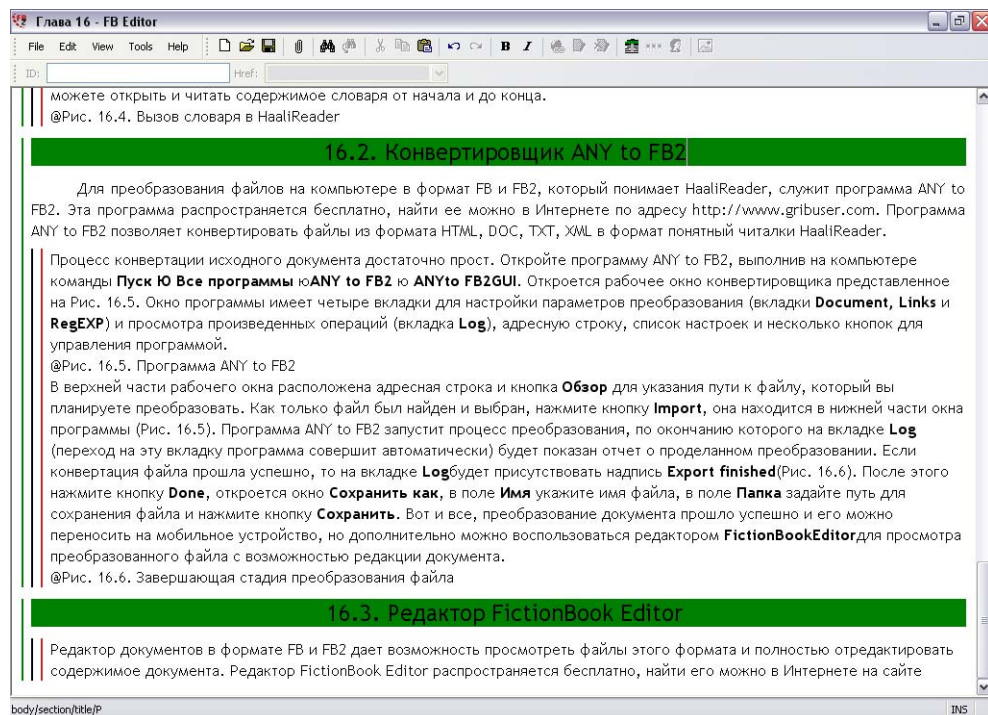 Глава 16 - FB Editor
File Edit View Tools Help
B I
ID: Href:
можете открыть и читать содержимое словаря от начала и до конца.
@Рис. 16.4. Вызов словаря в HaaliReader
16.2. Конвертировщик ANY to FB2
Для преобразования файлов на компьютере в формат FB и FB2, который понимает HaaliReader, служит программа ANY to
FB2. Эта программа распространяется бесплатно, найти ее можно в Интернете по адресу http://www.gribuser.com. Программа
ANY to FB2 позволяет конвертировать файлы из формата HTML, DOC, TXT, XML в формат понятный читалки HaaliReader.
Процесс конвертации исходного документа достаточно прост. Откройте программу ANY to FB2, выполнив на компьютере
команды Пуск Ю Все программы юANY to FB2 ю ANYto FB2GUI. Откроется рабочее окно конвертировщика представленное
на Рис. 16.5. Окно программы имеет четыре вкладки для настройки параметров преобразования (вкладки Document, Links и
RegEXP) и просмотра произведенных операций (вкладка Log), адресную строку, список настроек и несколько кнопок для
управления программой.
@Рис. 16.5. Программа ANY to FB2
В верхней части рабочего окна расположена адресная строка и кнопка Обзор для указания пути к файлу, который вы
планируете преобразовать. Как только файл был найден и выбран, нажмите кнопку Import, она находится в нижней части окна
программы (Рис. 16.5). Программа ANY to FB2 запустит процесс преобразования, по окончанию которого на вкладке Log
(переход на эту вкладку программа совершит автоматически) будет показан отчет о проделанном преобразовании. Если
конвертация файла прошла успешно, то на вкладке Logбудет присутствовать надпись Export finished(Рис. 16.6). После этого
нажмите кнопку Done, откроется окно Сохранить как, в поле Имя укажите имя файла, в поле Папка задайте путь для
сохранения файла и нажмите кнопку Сохранить. Вот и все, преобразование документа прошло успешно и его можно
переносить на мобильное устройство, но дополнительно можно воспользоваться редактором FictionBookEditorдля просмотра
преобразованного файла с возможностью редакции документа.
@Рис. 16.6. Завершающая стадия преобразования файла
16.3. Редактор FictionBook Editor
Редактор документов в формате FB и FB2 дает возможность просмотреть файлы этого формата и полностью отредактировать
содержимое документа. Редактор FictionBook Editor распространяется бесплатно, найти его можно в Интернете на сайте
body/section/title/P INS